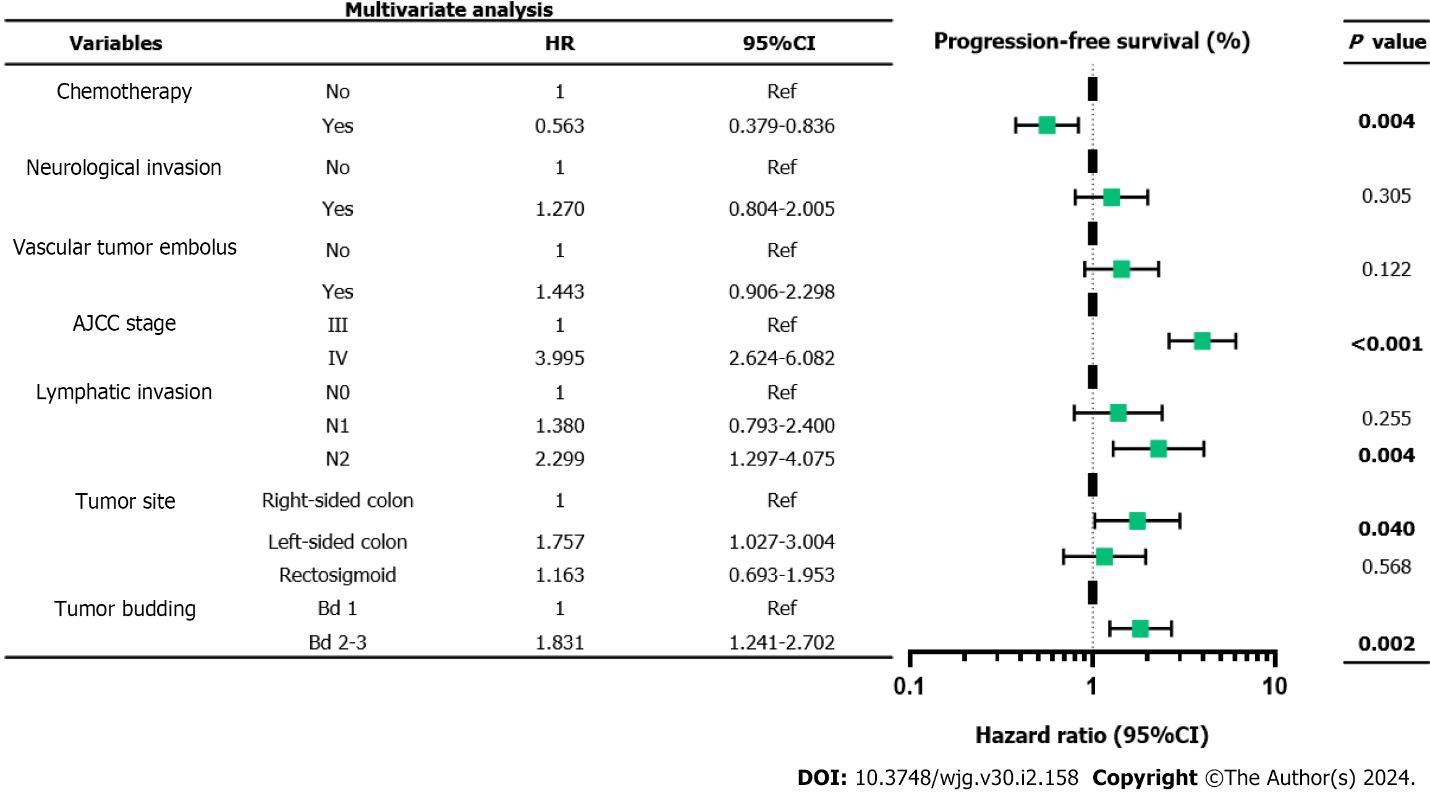 Multivariate analysis
Variables HR 95%CI Progression-free survival (%) P value
Chemotherapy No 1 Ref
Yes 0.563 0.379-0.836 0.004
Neurological invasion No 1 Ref
Yes 1.270 0.804-2.005 0.305
Vascular tumor embolus No 1 Ref
Yes 1.443 0.906-2.298 0.122
AJCC stage III 1 Ref
IV 3.995 2.624-6.082 <0.001
Lymphatic invasion N0 1 Ref
N1 1.380 0.793-2.400 0.255
N2 2.299 1.297-4.075 0.004
Tumor site Right-sided colon 1 Ref
Left-sided colon 1.757 1.027-3.004 0.040
Rectosigmoid 1.163 0.693-1.953 0.568
Tumor budding Bd 1 1 Ref
Bd 2-3 1.831 1.241-2.702 0.002
0.1 1 10
Hazard ratio (95%CI)
DOI: 10.3748/wjg.v30.i2.158 Copyright ©The Author(s) 2024.